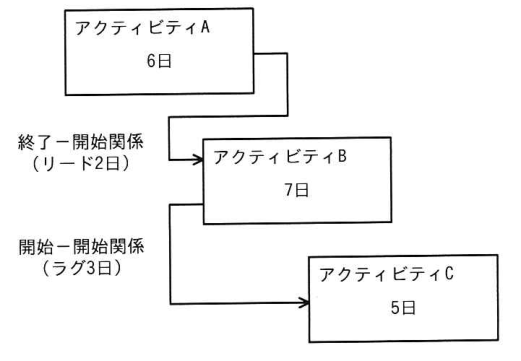 アクティビティA
6日
終了－開始関係
(リード2日)
アクティビティB
7日
開始－開始関係
(ラグ3日)
アクティビティC
5日